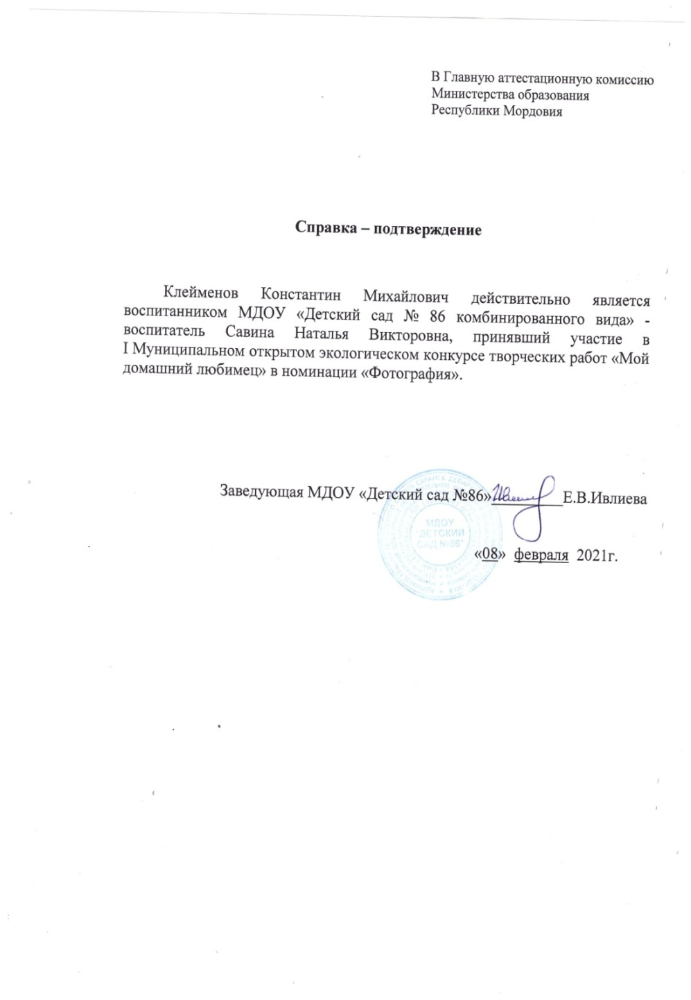 В Главную аттестационную комиссию
Министерства образования
Республики Мордовия
Справка – подтверждение
Клейменов Константин Михайлович действительно является
воспитанником МДОУ «Детский сад № 86 комбинированного вида» -
воспитатель Савина Наталья Викторовна, принявший участие в
I Муниципальном открытом экологическом конкурсе творческих работ «Мой
домашний любимец» в номинации «Фотография».
Заведующая МДОУ «Детский сад №86» Е.В.Ивлиева
МДОУ
"ДЕТСКИЙ
САД №86"
«08» февраля 2021г.